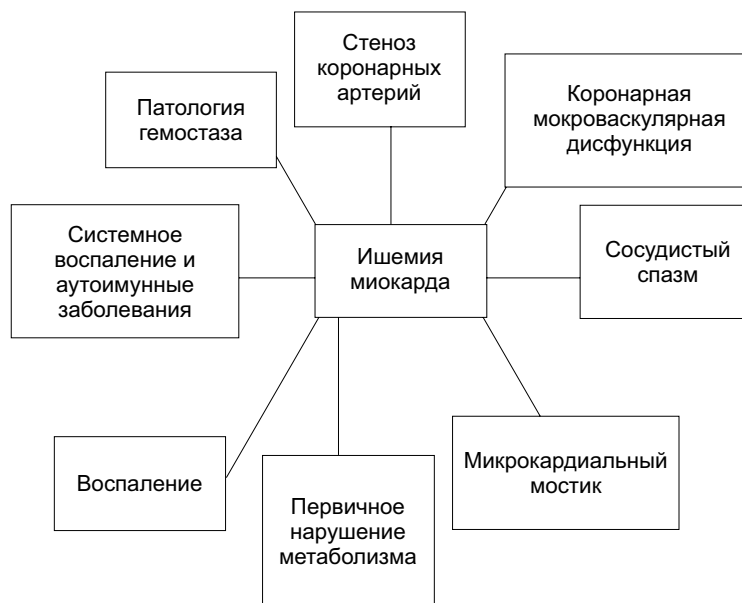 Стеноз
коронарных
артерий
Патология
гемостаза
Коронарная
мокроваскулярная
дисфункция
Системное
воспаление и
аутоимунные
заболевания
Ишемия
миокарда
Сосудистый
спазм
Воспаление
Первичное
нарушение
метаболизма
Микрокардиальный
мостик